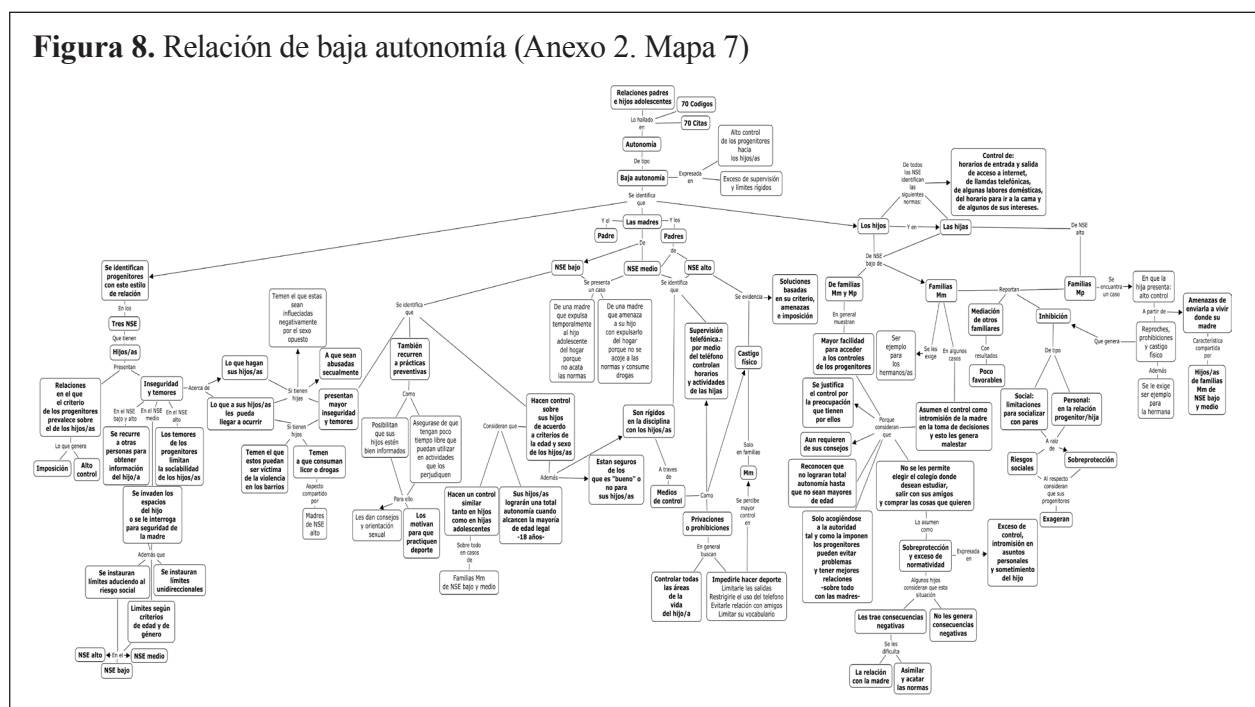 Figura 8. Relación de baja autonomía (Anexo 2. Mapa 7)
Relaciones padres
e hijos adolescentes
70 Codigos
Lo hallado
en
70 Citas
Autonomía
De tipo
Baja autonomía
Expresada
en
Alto control
de los progenitores
hacia
los hijos/as
Exceso de supervisión
y límites rígidos
Se identifica
que
Se identifican
progenitores
con este estilo
de relación
En los
Tres NSE
Que tienen
Hijos/as
Presentan
Relaciones
en el que
el criterio
de los progenitores
prevalece sobre
el de los hijos/as
Lo que genera
Imposición
Alto
control
Inseguridad
y temores
Acerca de
En el NSE
bajo y alto
En el NSE
medio
En el NSE
alto
Se recurre
a otras
personas para
obtener
información
del hijo/a
Los temores
de los
progenitores
limitan
la sociabilidad
de los hijos/as
Se invaden los
espacios
del hijo
o se le interroga
para seguridad de
la madre
Además que
Se instauran
límites aduciendo al
riesgo social
Se instauran
límites
unidireccionales
Limites según
criterios
de edad y de
género
En el
NSE alto
NSE medio
NSE bajo
Lo que hagan
sus hijos/as
Lo que a sus hijos/as
les pueda
llegar a ocurrir
Temen el que estas
sean
influeciadas
negativamente
por el sexo
opuesto
A que sean
abusadas
secualmente
Si tienen
hijas
presentan
mayor
inseguridad
y temores
Si tienen
hijos
Temen el que
estos puedan
ser víctima
de la violencia
en los barrios
Temen
a que consuman
licor o drogas
Aspecto
compartido
por
Madres de
NSE alto
Las madres
Y el
Padre
Y los
Padres
De
de
NSE bajo
NSE medio
NSE alto
Se identifica
que
También
recurren
a prácticas
preventivas
Como
Posibilitan
que sus
hijos estén
bien informados
Asegurase de que
tengan poco
tiempo libre que
puedan utilizar
en actividades
que los
perjudiquen
Para ello
Les dan consejos
y orientación
sexual
Los
motivan
para que
practiquen
deporte
Hacen control
sobre
sus hijos
de acuerdo
a criterios de
la edad y sexo
de los hijos/as
Consideran que
Además
Hacen un control
similar
tanto en hijos
como en hijas
adolescentes
Sobre todo
en casos
de
Familias Mm
de NSE bajo y medio
Sus hijos/as
lograrán una total
autonomía cuando
alcancen la mayoría
de edad legal
-18 años-
Son rígidos
en la disciplina
con los hijos/as
Estan seguros
de los
que es "bueno" o
no para
sus hijos/as
A traves
de
Medios
de control
Se presenta
un caso
De una madre
que expulsa
temporalmente
al hijo
adolescente
del hogar
porque no
acata
las normas
De una madre
que amenaza
a su hijo
con expulsarlo
del hogar
porque no se
acoje a las
normas y consume
drogas
Se identifica
que
Supervisión
telefónica.:
por medio
del teléfono
controlan
horarios
y actividades
de las hijas
Como
Privaciones
o prohibiciones
En general
buscan
Controlar todas
las áreas
de la
vida
del hijo/a
Impedirle hacer deporte
Limitarle las salidas
Restrigirle el uso del telefono
Evitarle relación con amigos
Limitar su vocabulario
Se evidencia
Soluciones
basadas
en su criterio,
amenazas
e imposición
Castigo
físico
Solo
en familias
Mm
Se percibe
mayor
control en
Los hijos
Y en
Las hijas
De todos
los NSE
identifican
las
siguientes
normas:
Control de:
horarios de entrada y salida
de acceso a internet,
de llamdas telefónicas,
de algunas labores domésticas,
del horario para ir a la cama y
de algunos de sus intereses.
De NSE
bajo de
De NSE
alto
De familias
Mm y Mp
En general
muestran
Mayor facilidad
para acceder
a los controles
de los progenitores
Porque
consideran
que
Se justifica
el control por
la preocupación
que tienen
por ellos
Aun requieren
de sus consejos
Reconocen que
no lograran total
autonomía hasta
que no sean mayores
de edad
Solo acogiéndose
a la autoridad
tal y como la imponen
los progenitores
pueden evitar
problemas
y tener mejores
relaciones
-sobre todo
con las madres-
No se les permite
elegir el colegio donde
desean estudiar,
salir con sus amigos
y comprar las cosas que quieren
Lo asumen
como
Sobreprotección
y exceso de
normatividad
Expresada
en
Exceso de
control,
intromisión en
asuntos
personales
y sometimiento
del hijo
Algunos hijos
consideran que esta
situación
Les trae consecuencias
negativas
No les genera
consecuencias
negativas
Se les
dificulta
La relación
con la madre
Asimilar
y acatar
las normas
Familias
Mm
Se les
exige
Ser
ejemplo
para
los
hermanos/as
En algunos
casos
Asumen el control como
intromisión de la madre
en la toma de decisiones
y esto les genera
malestar
Reportan
Mediación
de otros
familiares
Con
resultados
Poco
favorables
Inhibición
De tipo
Social:
limitaciones
para socializar
con pares
Personal:
en la relación
progenitor/hija
A raíz
de
Riesgos
sociales
Sobreprotección
Al respecto
consideran
que sus
progenitores
Exageran
Familias
Mp
Se
encuentra
un caso
En que la
hija presenta:
alto control
A partir de
Reproches,
prohibiciones
y castigo
físico
Que genera
Además
Se le exige
ser ejemplo
para la
hermana
Amenazas de
enviarla a vivir
donde su
madre
Característica
compartida
por
Hijos/as
de familias
Mm de
NSE bajo
y medio